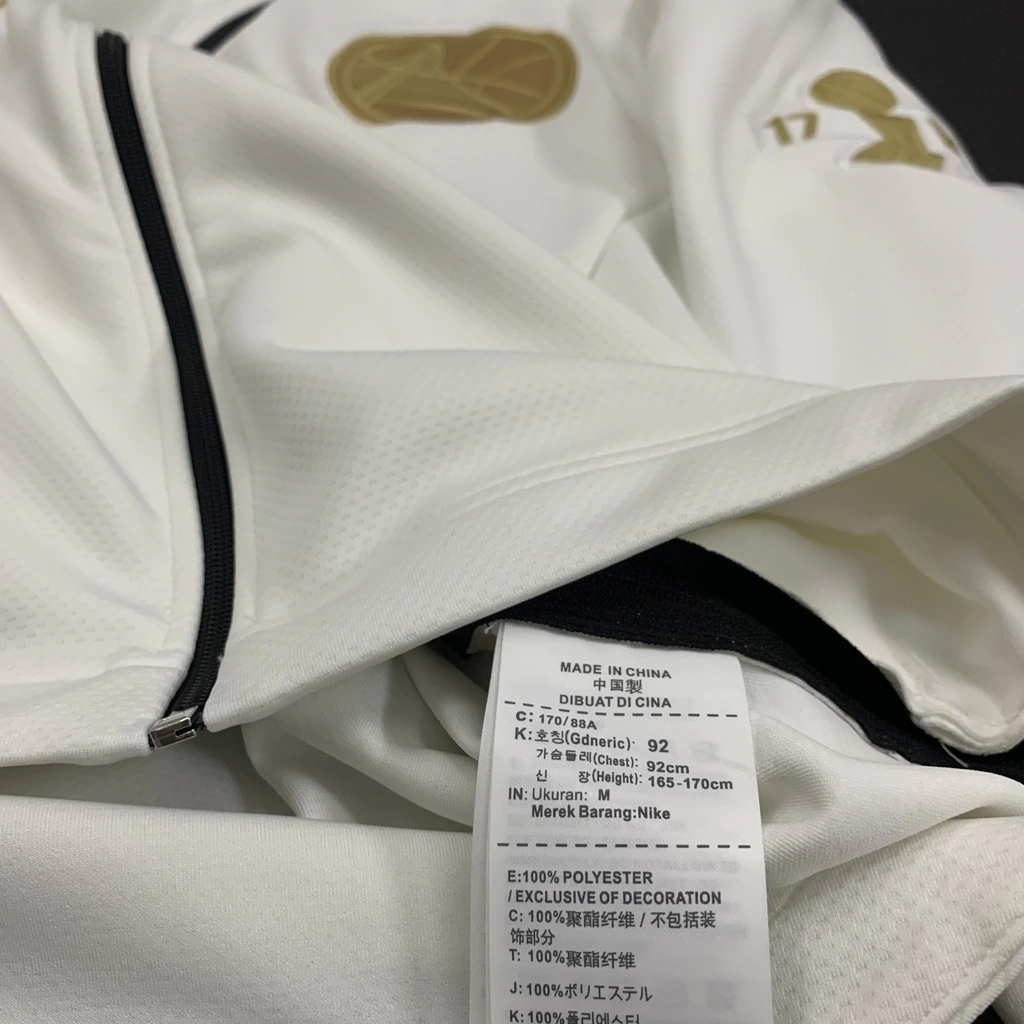 17
MADE IN CHINA
中国製
DIBUAT DI CINA
C: 170/88A
K:호칭(Gdneric)· 92
가슴둘레(Chest): 92cm
신 장(Height): 165-170cm
IN: Ukuran: M
Merek Barang:Nike
E:100% POLYESTER
/ EXCLUSIVE OF DECORATION
C: 100%聚酯纤维 / 不包括装
饰部分
T: 100%聚酯纤维
J: 100%ポリエステル
K: 100%폴리에스터